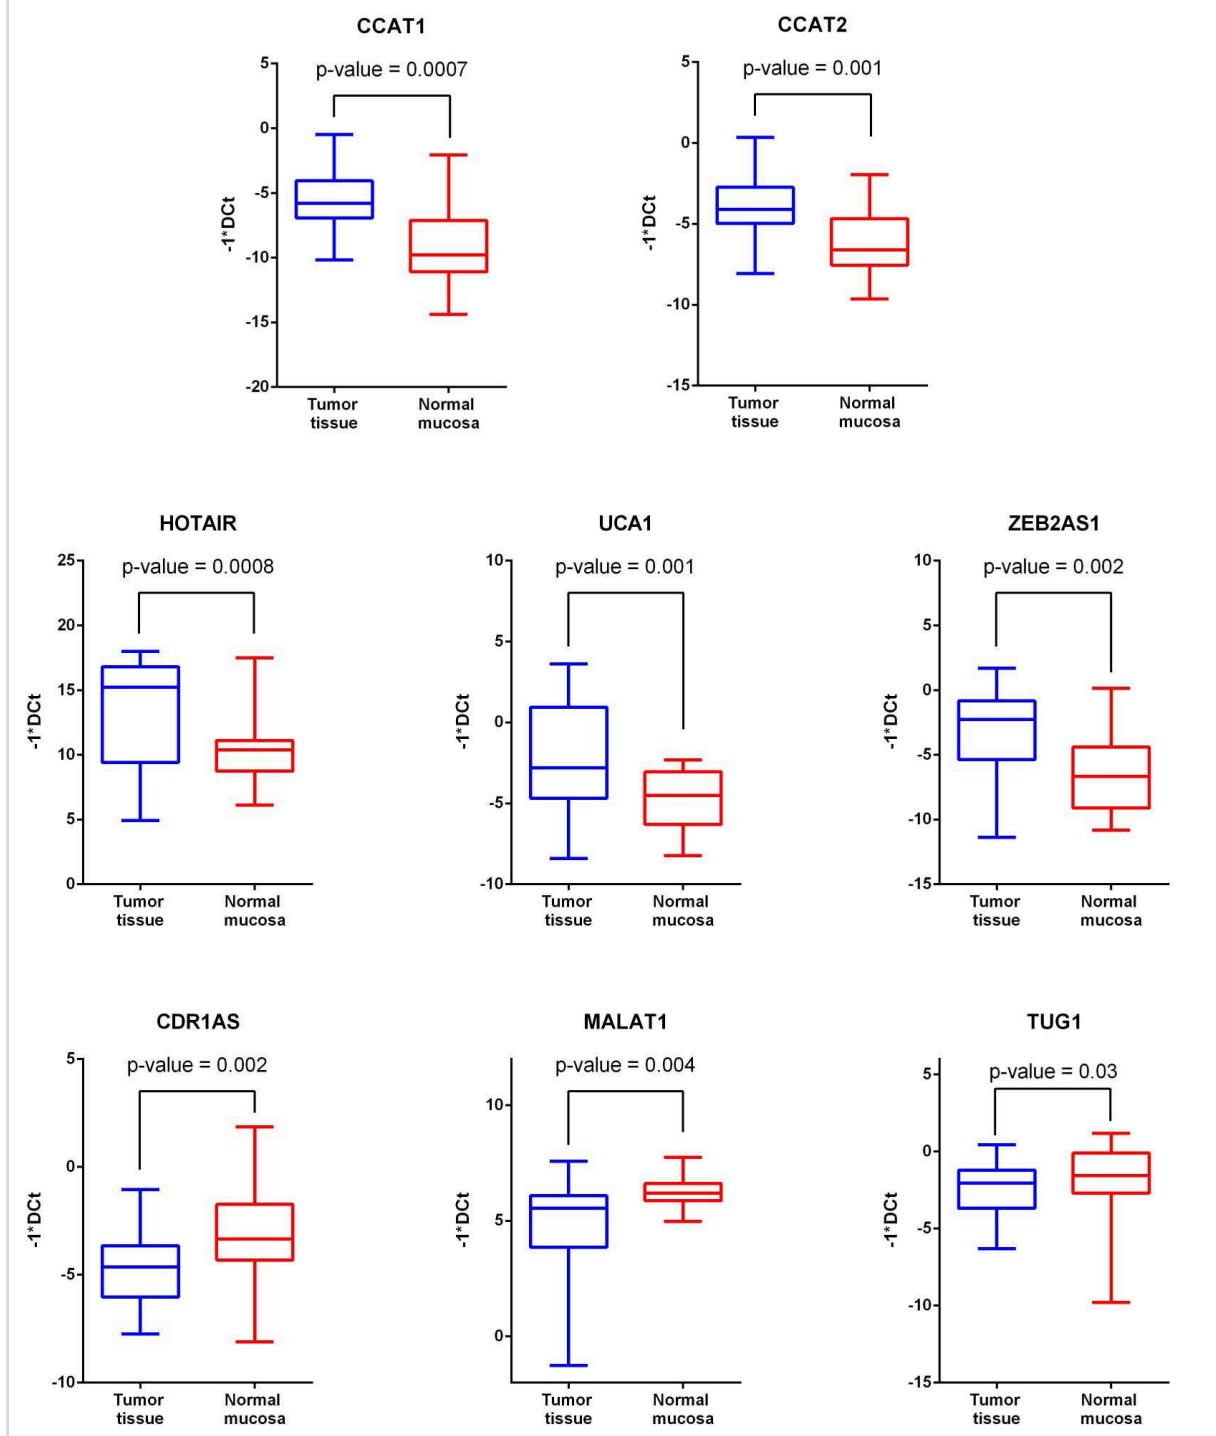 CCAT1
p-value = 0.0007
5
0
-5
-10
-15
-20
-1*DCt
Tumor tissue
Normal mucosa
CCAT2
p-value = 0.001
5
0
-5
-10
-15
-1*DCt
Tumor tissue
Normal mucosa
HOTAIR
p-value = 0.0008
25
20
15
10
5
0
-1*DCt
Tumor tissue
Normal mucosa
UCA1
p-value = 0.001
10
5
0
-5
-10
-1*DCt
Tumor tissue
Normal mucosa
ZEB2AS1
p-value = 0.002
10
5
0
-5
-10
-15
-1*DCt
Tumor tissue
Normal mucosa
CDR1AS
p-value = 0.002
5
0
-5
-10
-1*DCt
Tumor tissue
Normal mucosa
MALAT1
p-value = 0.004
10
5
0
-1*DCt
Tumor tissue
Normal mucosa
TUG1
p-value = 0.03
5
0
-5
-10
-15
-1*DCt
Tumor tissue
Normal mucosa